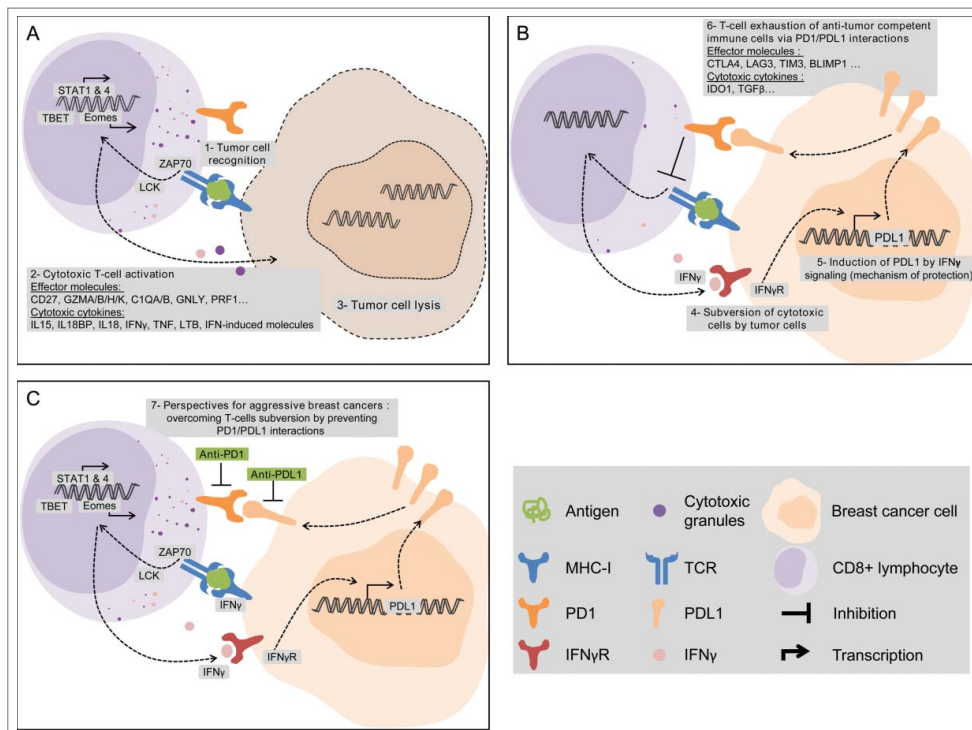 A
STAT1 & 4
TBET
Eomes
ZAP70
LCK
1- Tumor cell
recognition
2- Cytotoxic T-cell activation
Effector molecules:
CD27, GZMA/B/H/K, C1QA/B, GNLY, PRF1...
Cytotoxic cytokines:
IL15, IL18BP, IL18, IFNγ, TNF, LTB, IFN-induced molecules
3- Tumor cell lysis
B
6- T-cell exhaustion of anti-tumor competent
immune cells via PD1/PDL1 interactions
Effector molecules :
CTLA4, LAG3, TIM3, BLIMP1 ...
Cytotoxic cytokines :
IDO1, TGFβ...
PDL1
5- Induction of PDL1 by IFNγ
signaling (mechanism of protection)
IFNγ
IFNγR
4- Subversion of cytotoxic
cells by tumor cells
C
7- Perspectives for aggressive breast cancers :
overcoming T-cells subversion by preventing
PD1/PDL1 interactions
Anti-PD1
Anti-PDL1
STAT1 & 4
TBET
Eomes
ZAP70
LCK
IFNγ
PDL1
IFNγR
IFNγ
Antigen
Cytotoxic
granules
Breast cancer cell
MHC-I
TCR
CD8+ lymphocyte
PD1
PDL1
Inhibition
IFNγR
IFNγ
Transcription